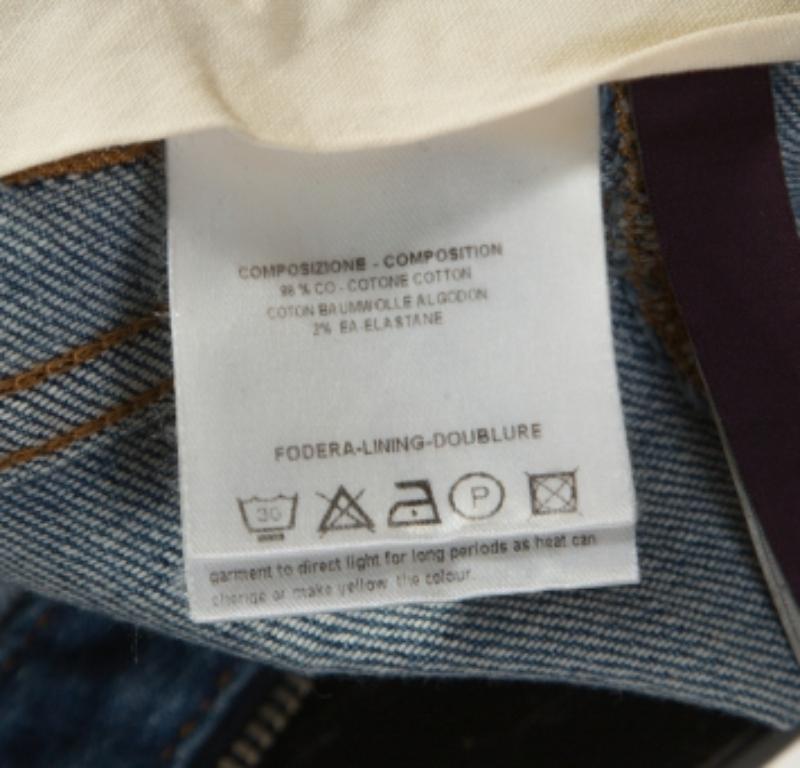 COMPOSIZIONE - COMPOSITION
98 % CO - COTONE COTTON
COTON BAUMWOLLE ALGODON
2% EA-ELASTANE
FODERA-LINING-DOUBLURE
30 P
garment to direct light for long periods as heat can
change or make yellow the colour.